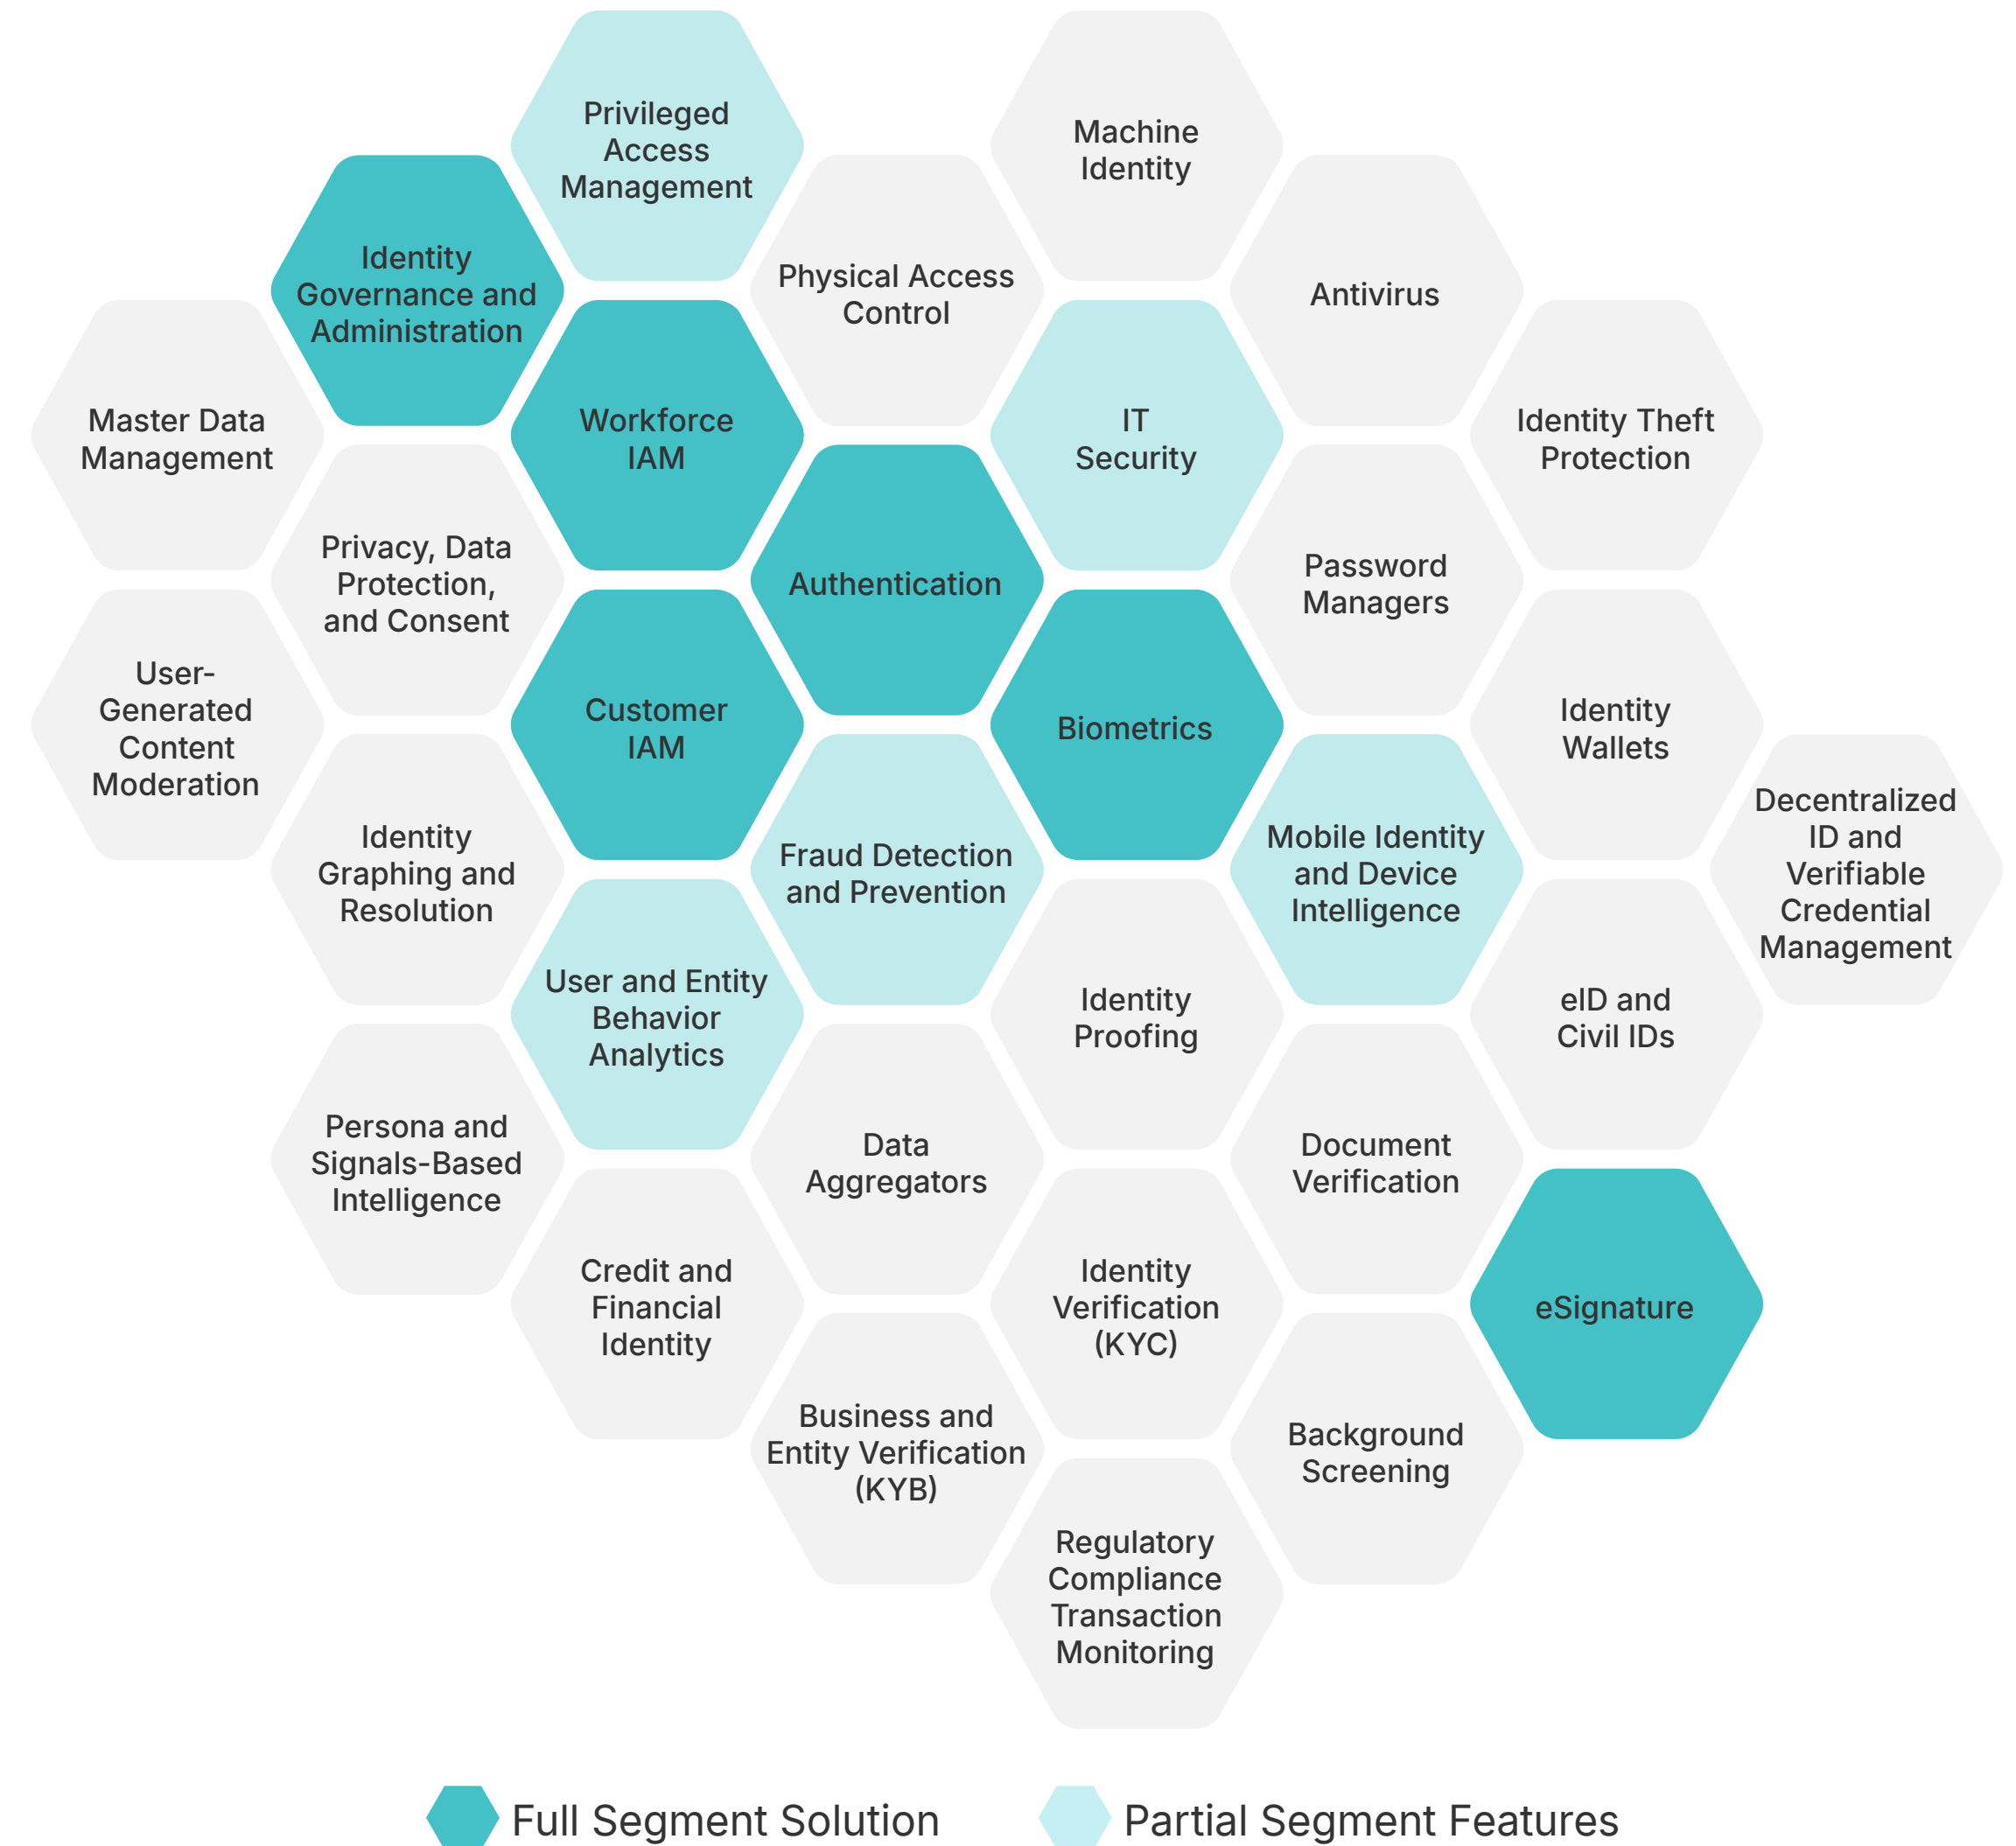 Privileged
Access
Management
Machine
Identity
Identity
Governance and
Administration
Physical Access
Control
Antivirus
Master Data
Management
Workforce
IAM
IT
Security
Identity Theft
Protection
Privacy, Data
Protection,
and Consent
Authentication
Password
Managers
User-
Generated
Content
Moderation
Customer
IAM
Biometrics
Identity
Wallets
Identity
Graphing and
Resolution
Fraud Detection
and Prevention
Mobile Identity
and Device
Intelligence
Decentralized
ID and
Verifiable
Credential
Management
User and Entity
Behavior
Analytics
Identity
Proofing
eID and
Civil IDs
Persona and
Signals-Based
Intelligence
Data
Aggregators
Document
Verification
Credit and
Financial
Identity
Identity
Verification
(KYC)
eSignature
Business and
Entity Verification
(KYB)
Background
Screening
Regulatory
Compliance
Transaction
Monitoring
Full Segment Solution
Partial Segment Features